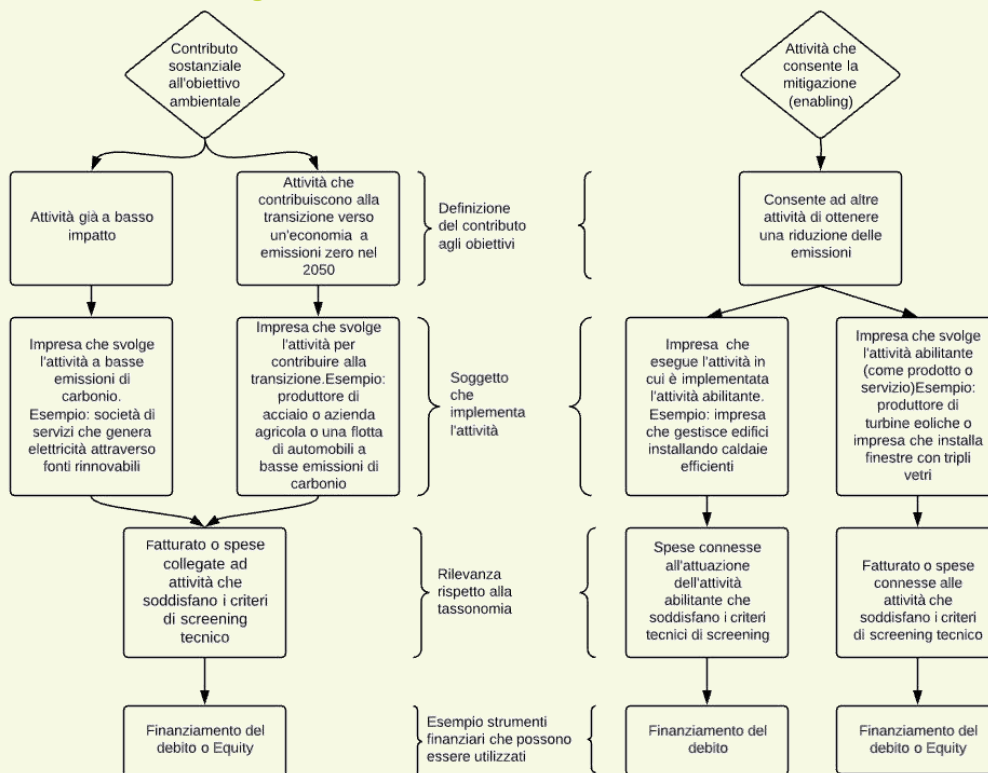 Contributo
sostanziale
all'obiettivo
ambientale
Attività che
consente la
mitigazione
(enabling)
Attività già a basso
impatto
Attività che
contribuiscono alla
transizione verso
un'economia a
emissioni zero nel
2050
Definizione
del contributo
agli obiettivi
Consente ad altre
attività di ottenere
una riduzione delle
emissioni
Impresa che svolge
l'attività a basse
emissioni di
carbonio.
Esempio: società di
servizi che genera
elettricità attraverso
fonti rinnovabili
Impresa che svolge
l'attività per
contribuire alla
transizione.Esempio:
produttore di
acciaio o azienda
agricola o una flotta
di automobili a
basse emissioni di
carbonio
Soggetto
che
implementa
l'attività
Impresa che
esegue l'attività in
cui è implementata
l'attività abilitante.
Esempio: impresa
che gestisce edifici
installando caldaie
efficienti
Impresa che svolge
l'attività abilitante
(come prodotto o
servizio)Esempio:
produttore di
turbine eoliche o
impresa che installa
finestre con tripli
vetri
Fatturato o spese
collegate ad
attività che
soddisfano i criteri
di screening
tecnico
Rilevanza
rispetto alla
tassonomia
Spese connesse
all'attuazione
dell'attività
abilitante che
soddisfano i criteri
tecnici di screening
Fatturato o spese
connesse alle
attività che
soddisfano i criteri
di screening tecnico
Finanziamento del
debito o Equity
Esempio strumenti
finanziari che possono
essere utilizzati
Finanziamento del
debito
Finanziamento del
debito o Equity